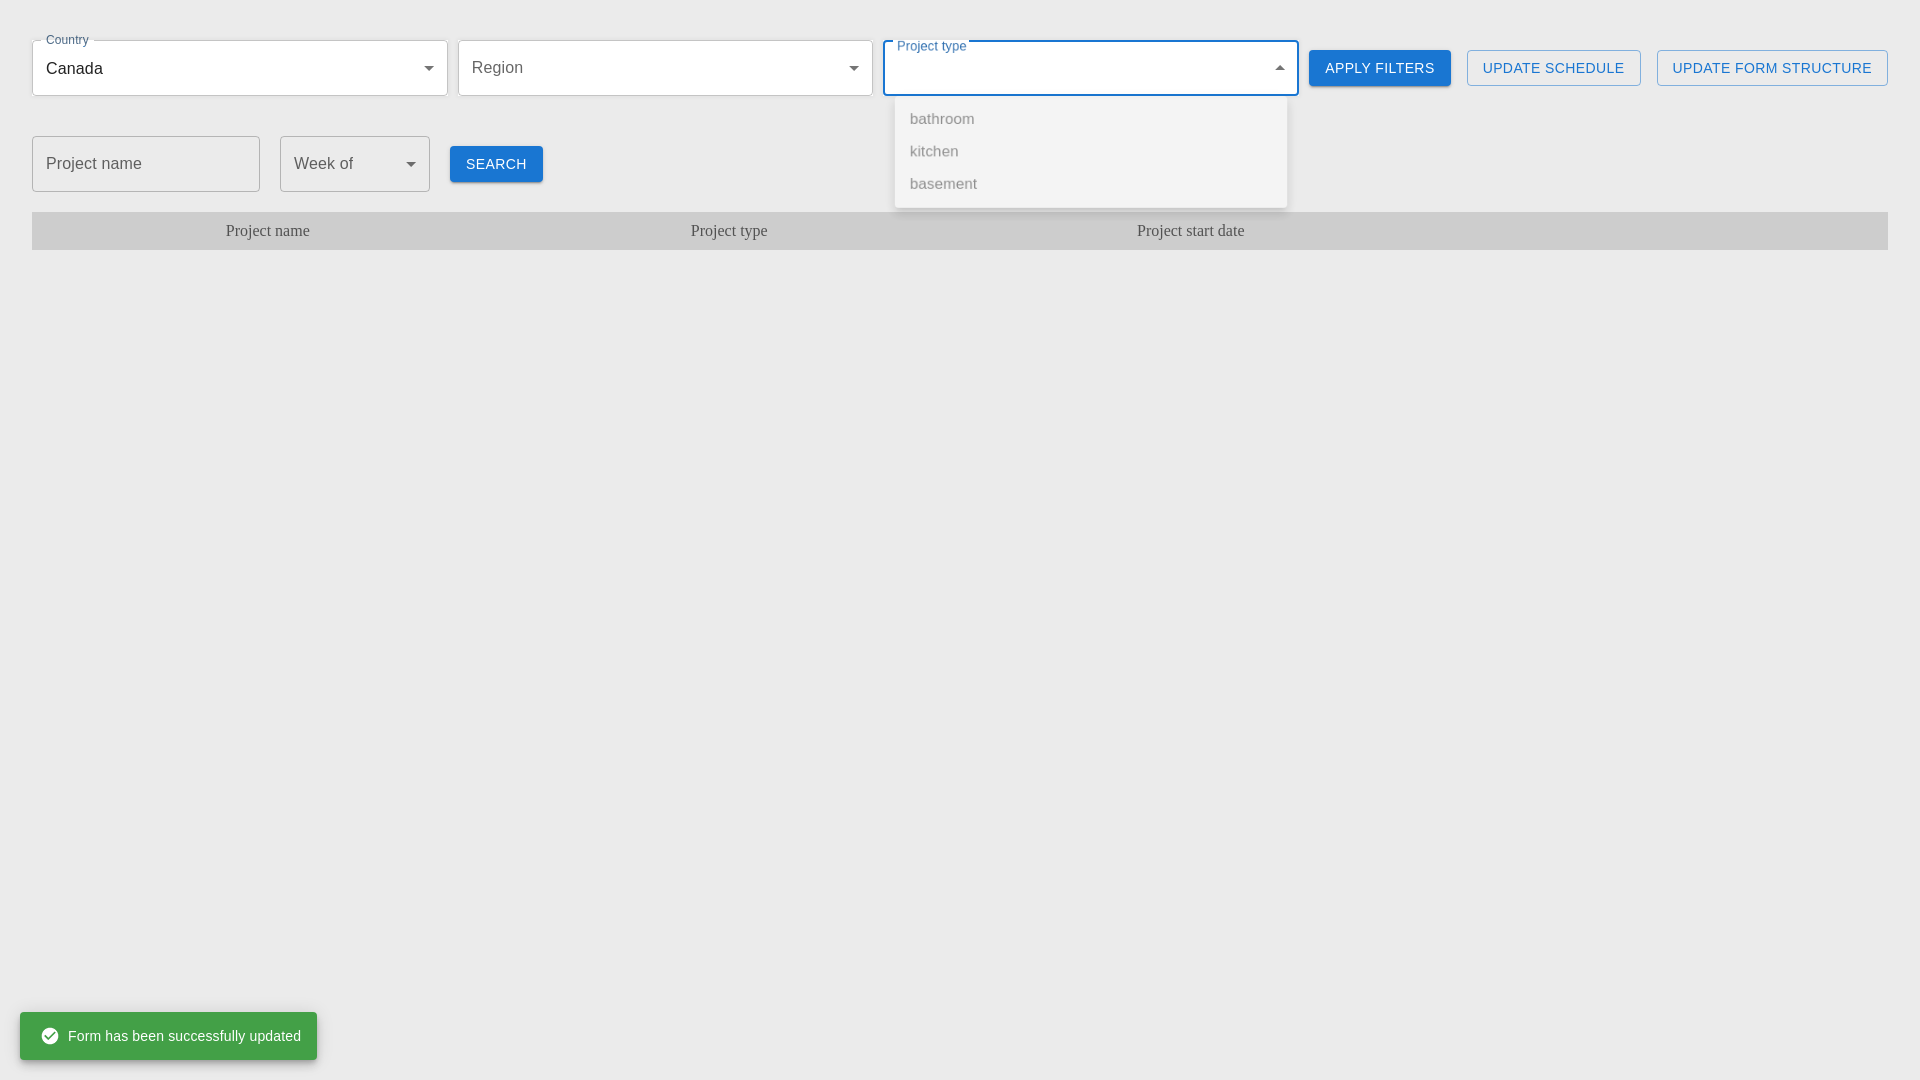 Country
Canada
Region
Project type
APPLY FILTERS
UPDATE SCHEDULE
UPDATE FORM STRUCTURE
bathroom
kitchen
basement
Project name
Week of
SEARCH
Project name Project type Project start date
Form has been successfully updated